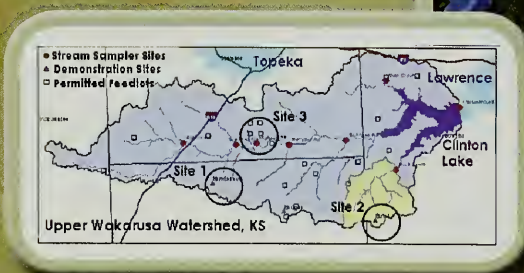 Stream Sampler Sites
Demonstration Sites
Permitted Feedlots
Topeka
Lawrence
Site 3
Clinton
Lake
Site 1
Site 2
Upper Wakarusa Watershed, KS